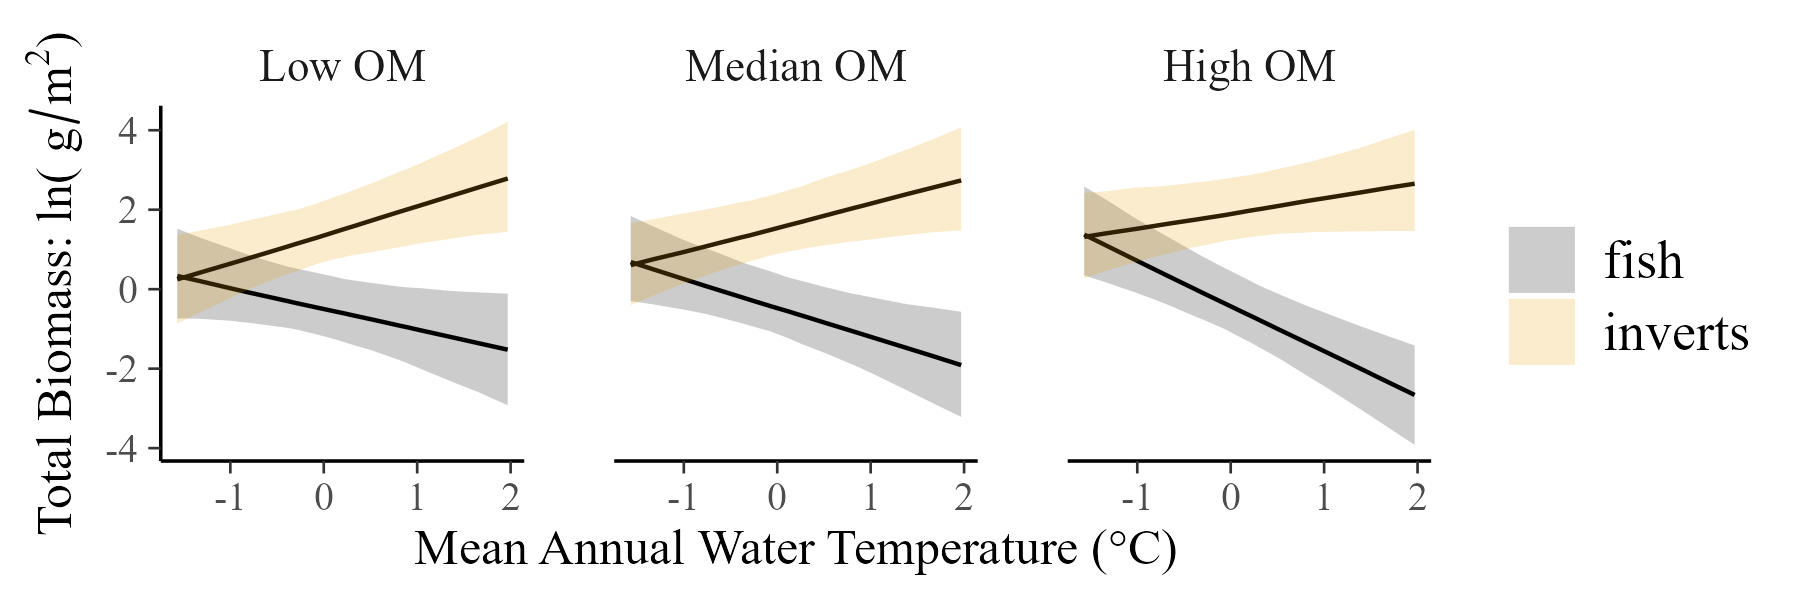 Low OM
Median OM
High OM
Total Biomass: ln( g/m²)
4
2
0
-2
-4
-1 0 1 2
-1 0 1 2
-1 0 1 2
Mean Annual Water Temperature (°C)
fish
inverts